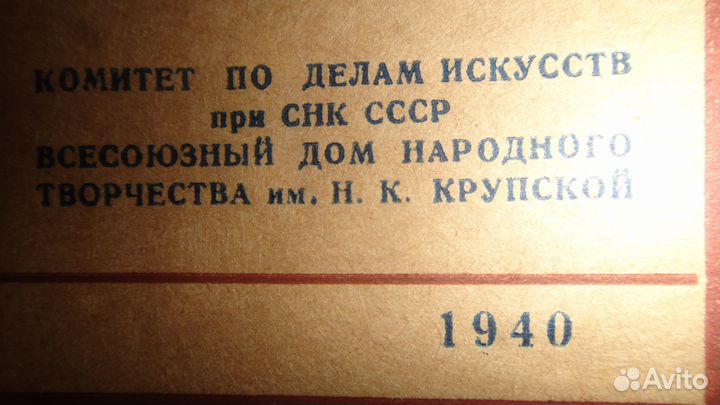 КОМИТЕТ ПО ДЕЛАМ ИСКУССТВ
при СНК СССР
ВСЕСОЮЗНЫЙ ДОМ НАРОДНОГО
ТВОРЧЕСТВА им. Н. К. КРУПСКОЙ
1940
Avito